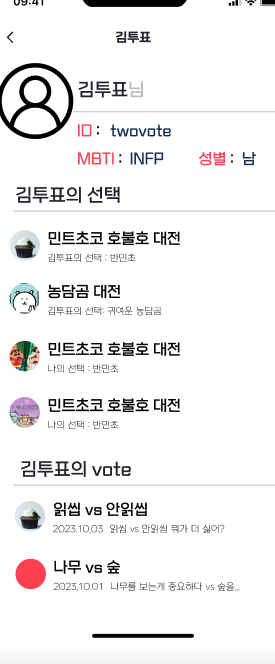 09:41
김투표
김투표님
ID : twovote
MBTI : INFP 성별 : 남
김투표의 선택
민트초코 호불호 대전
김투표의 선택 : 반민초
농담곰 대전
김투표의 선택: 귀여운 농담곰
민트초코 호불호 대전
나의 선택 : 반민초
민트초코 호불호 대전
나의 선택 : 반민초
김투표의 vote
읽씹 vs 안읽씹
2023.10.03 읽씹 vs 안읽씹 뭐가 더 싫어?
나무 vs 숲
2023.10.01 나무를 보는게 중요하다 vs 숲을...